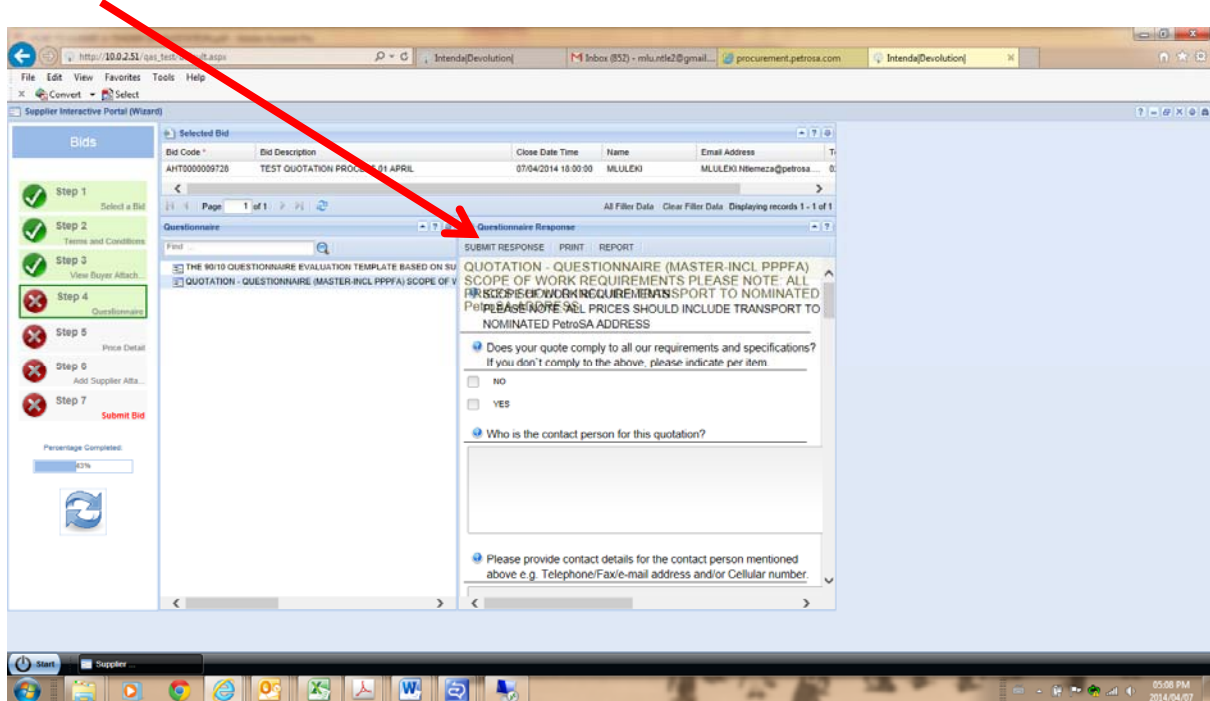 http://10.0.2.51/qas_test/default.aspx
Intenda|Devolution|
Inbox (852) - mlu.ntle2@gmail....
procurement.petrosa.com
Intenda|Devolution|
File Edit View Favorites Tools Help
Convert Select
Supplier Interactive Portal (Wizard)
Bids
Selected Bid
Bid Code * Bid Description Close Date Time Name Email Address
AHT0000009728 TEST QUOTATION PROCESS 01 APRIL 07/04/2014 18:00:00 MLULEKI MLULEKI.Ntlemeza@petrosa....
Page 1 of 1 All Filter Data Clear Filter Data Displaying records 1 - 1 of 1
Step 1
Select a Bid
Step 2
Terms and Conditions
Step 3
View Buyer Attach...
Step 4
Questionnaire
Step 5
Price Detail
Step 6
Add Supplier Atta...
Step 7
Submit Bid
Percentage Completed:
43%
Questionnaire
Find ...
THE 90/10 QUESTIONNAIRE EVALUATION TEMPLATE BASED ON SU
QUOTATION - QUESTIONNAIRE (MASTER-INCL PPPFA) SCOPE OF W
Questionnaire Response
SUBMIT RESPONSE PRINT REPORT
QUOTATION - QUESTIONNAIRE (MASTER-INCL PPPFA)
SCOPE OF WORK REQUIREMENTS PLEASE NOTE: ALL
SCOPE OF WORK REQUIREMENTS
PLEASE NOTE: ALL PRICES SHOULD INCLUDE TRANSPORT TO
NOMINATED PetroSA ADDRESS
Does your quote comply to all our requirements and specifications?
If you don`t comply to the above, please indicate per item.
NO
YES
Who is the contact person for this quotation?
Please provide contact details for the contact person mentioned
above e.g. Telephone/Fax/e-mail address and/or Cellular number.
Start
Supplier ...
05:08 PM
2014/04/07